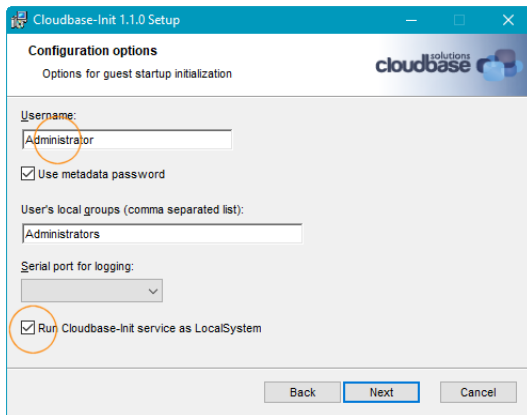 Cloudbase-Init 1.1.0 Setup
Configuration options
Options for guest startup initialization
cloudbase solutions
Username:
Administrator
Use metadata password
User's local groups (comma separated list):
Administrators
Serial port for logging:
Run Cloudbase-Init service as LocalSystem
Back Next Cancel